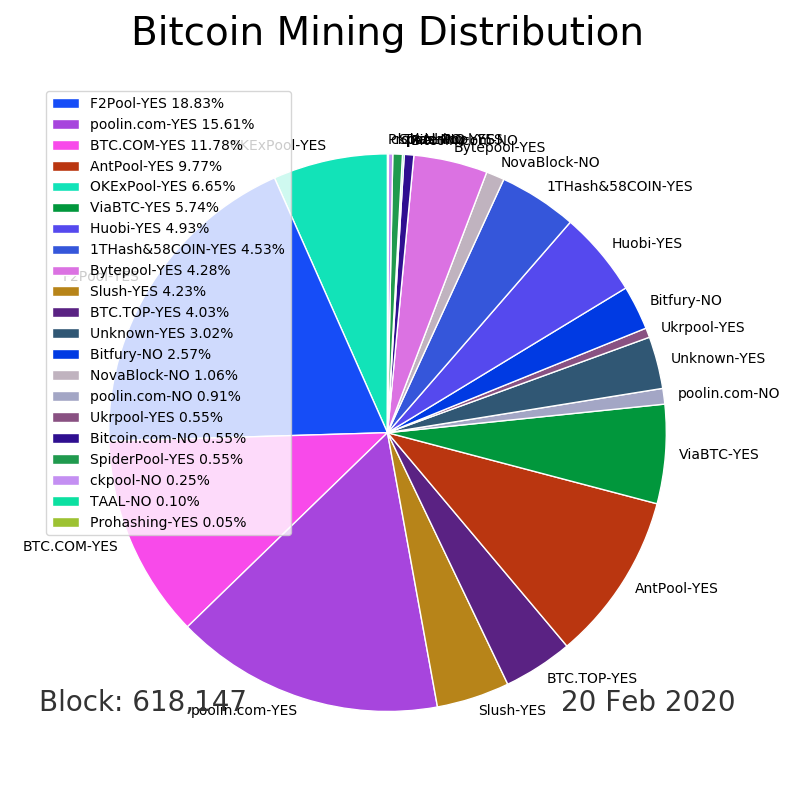 Bitcoin Mining Distribution
F2Pool-YES 18.83%
poolin.com-YES 15.61%
BTC.COM-YES 11.78%
AntPool-YES 9.77%
OKExPool-YES 6.65%
ViaBTC-YES 5.74%
Huobi-YES 4.93%
1THash&58COIN-YES 4.53%
Bytepool-YES 4.28%
Slush-YES 4.23%
BTC.TOP-YES 4.03%
Unknown-YES 3.02%
Bitfury-NO 2.57%
NovaBlock-NO 1.06%
poolin.com-NO 0.91%
Ukrpool-YES 0.55%
Bitcoin.com-NO 0.55%
SpiderPool-YES 0.55%
ckpool-NO 0.25%
TAAL-NO 0.10%
Prohashing-YES 0.05%
Bytepool-YES
NovaBlock-NO
1THash&58COIN-YES
Huobi-YES
Bitfury-NO
Ukrpool-YES
Unknown-YES
poolin.com-NO
ViaBTC-YES
AntPool-YES
BTC.TOP-YES
Slush-YES
poolin.com-YES
BTC.COM-YES
F2Pool-YES
OKExPool-YES
Block: 618,147
20 Feb 2020